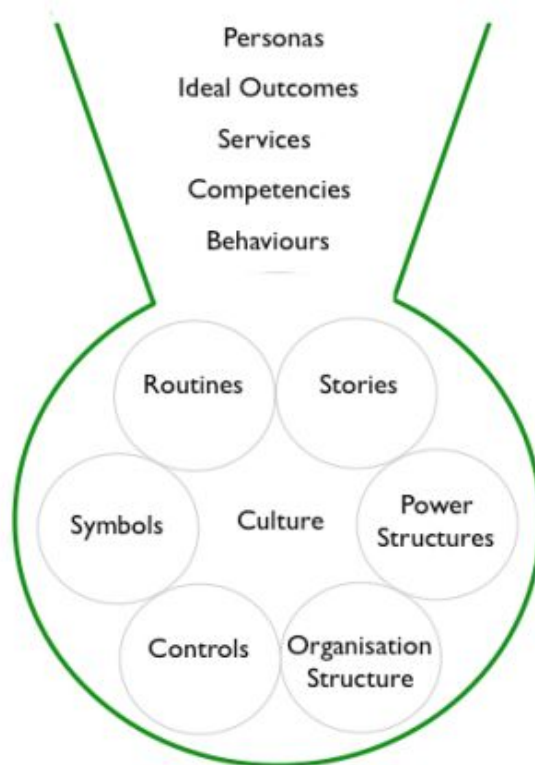 Personas
Ideal Outcomes
Services
Competencies
Behaviours
Routines
Stories
Symbols
Culture
Power
Structures
Controls
Organisation
Structure